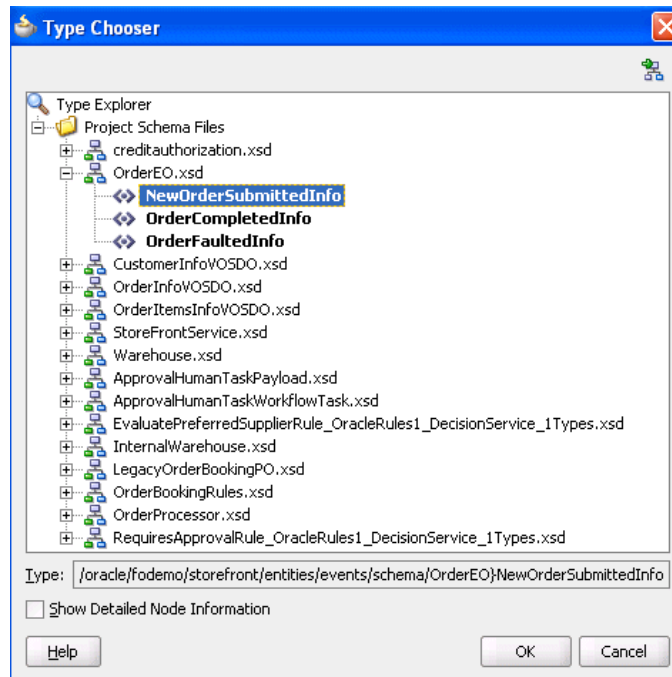 Type Chooser
Type Explorer
Project Schema Files
creditauthorization.xsd
OrderEO.xsd
NewOrderSubmittedInfo
OrderCompletedInfo
OrderFaultedInfo
CustomerInfoVOSDO.xsd
OrderInfoVOSDO.xsd
OrderItemsInfoVOSDO.xsd
StoreFrontService.xsd
Warehouse.xsd
ApprovalHumanTaskPayload.xsd
ApprovalHumanTaskWorkflowTask.xsd
EvaluatePreferredSupplierRule_OracleRules1_DecisionService_1Types.xsd
InternalWarehouse.xsd
LegacyOrderBookingPO.xsd
OrderBookingRules.xsd
OrderProcessor.xsd
RequiresApprovalRule_OracleRules1_DecisionService_1Types.xsd
Type: /oracle/fodemo/storefront/entities/events/schema/OrderEO}NewOrderSubmittedInfo
Show Detailed Node Information
Help OK Cancel